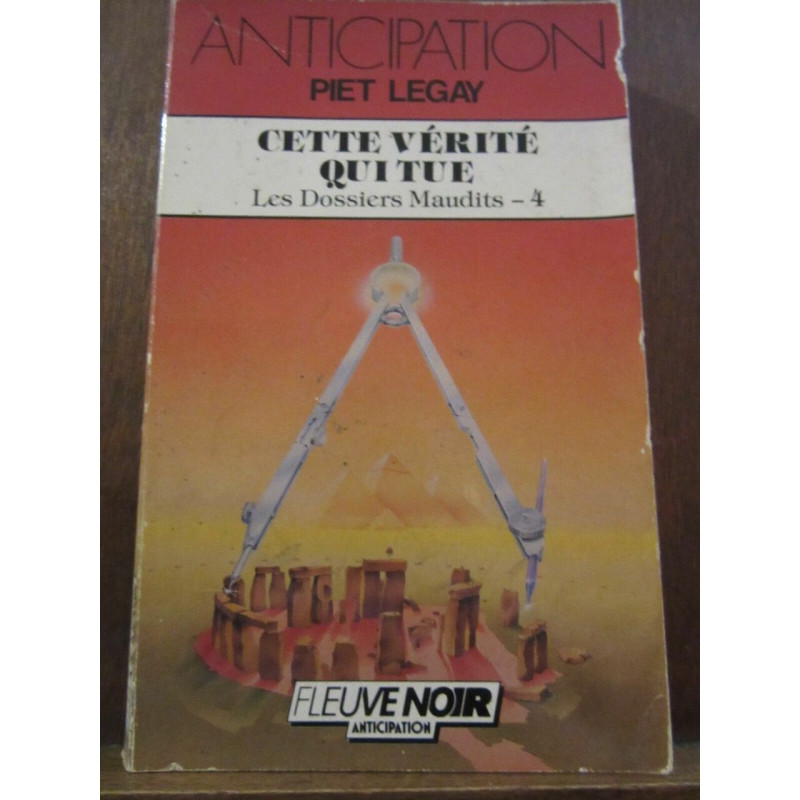 ANTICIPATION
PIET LEGAY
CETTE VÉRITÉ
QUI TUE
Les Dossiers Maudits – 4
FLEUVE NOIR
ANTICIPATION